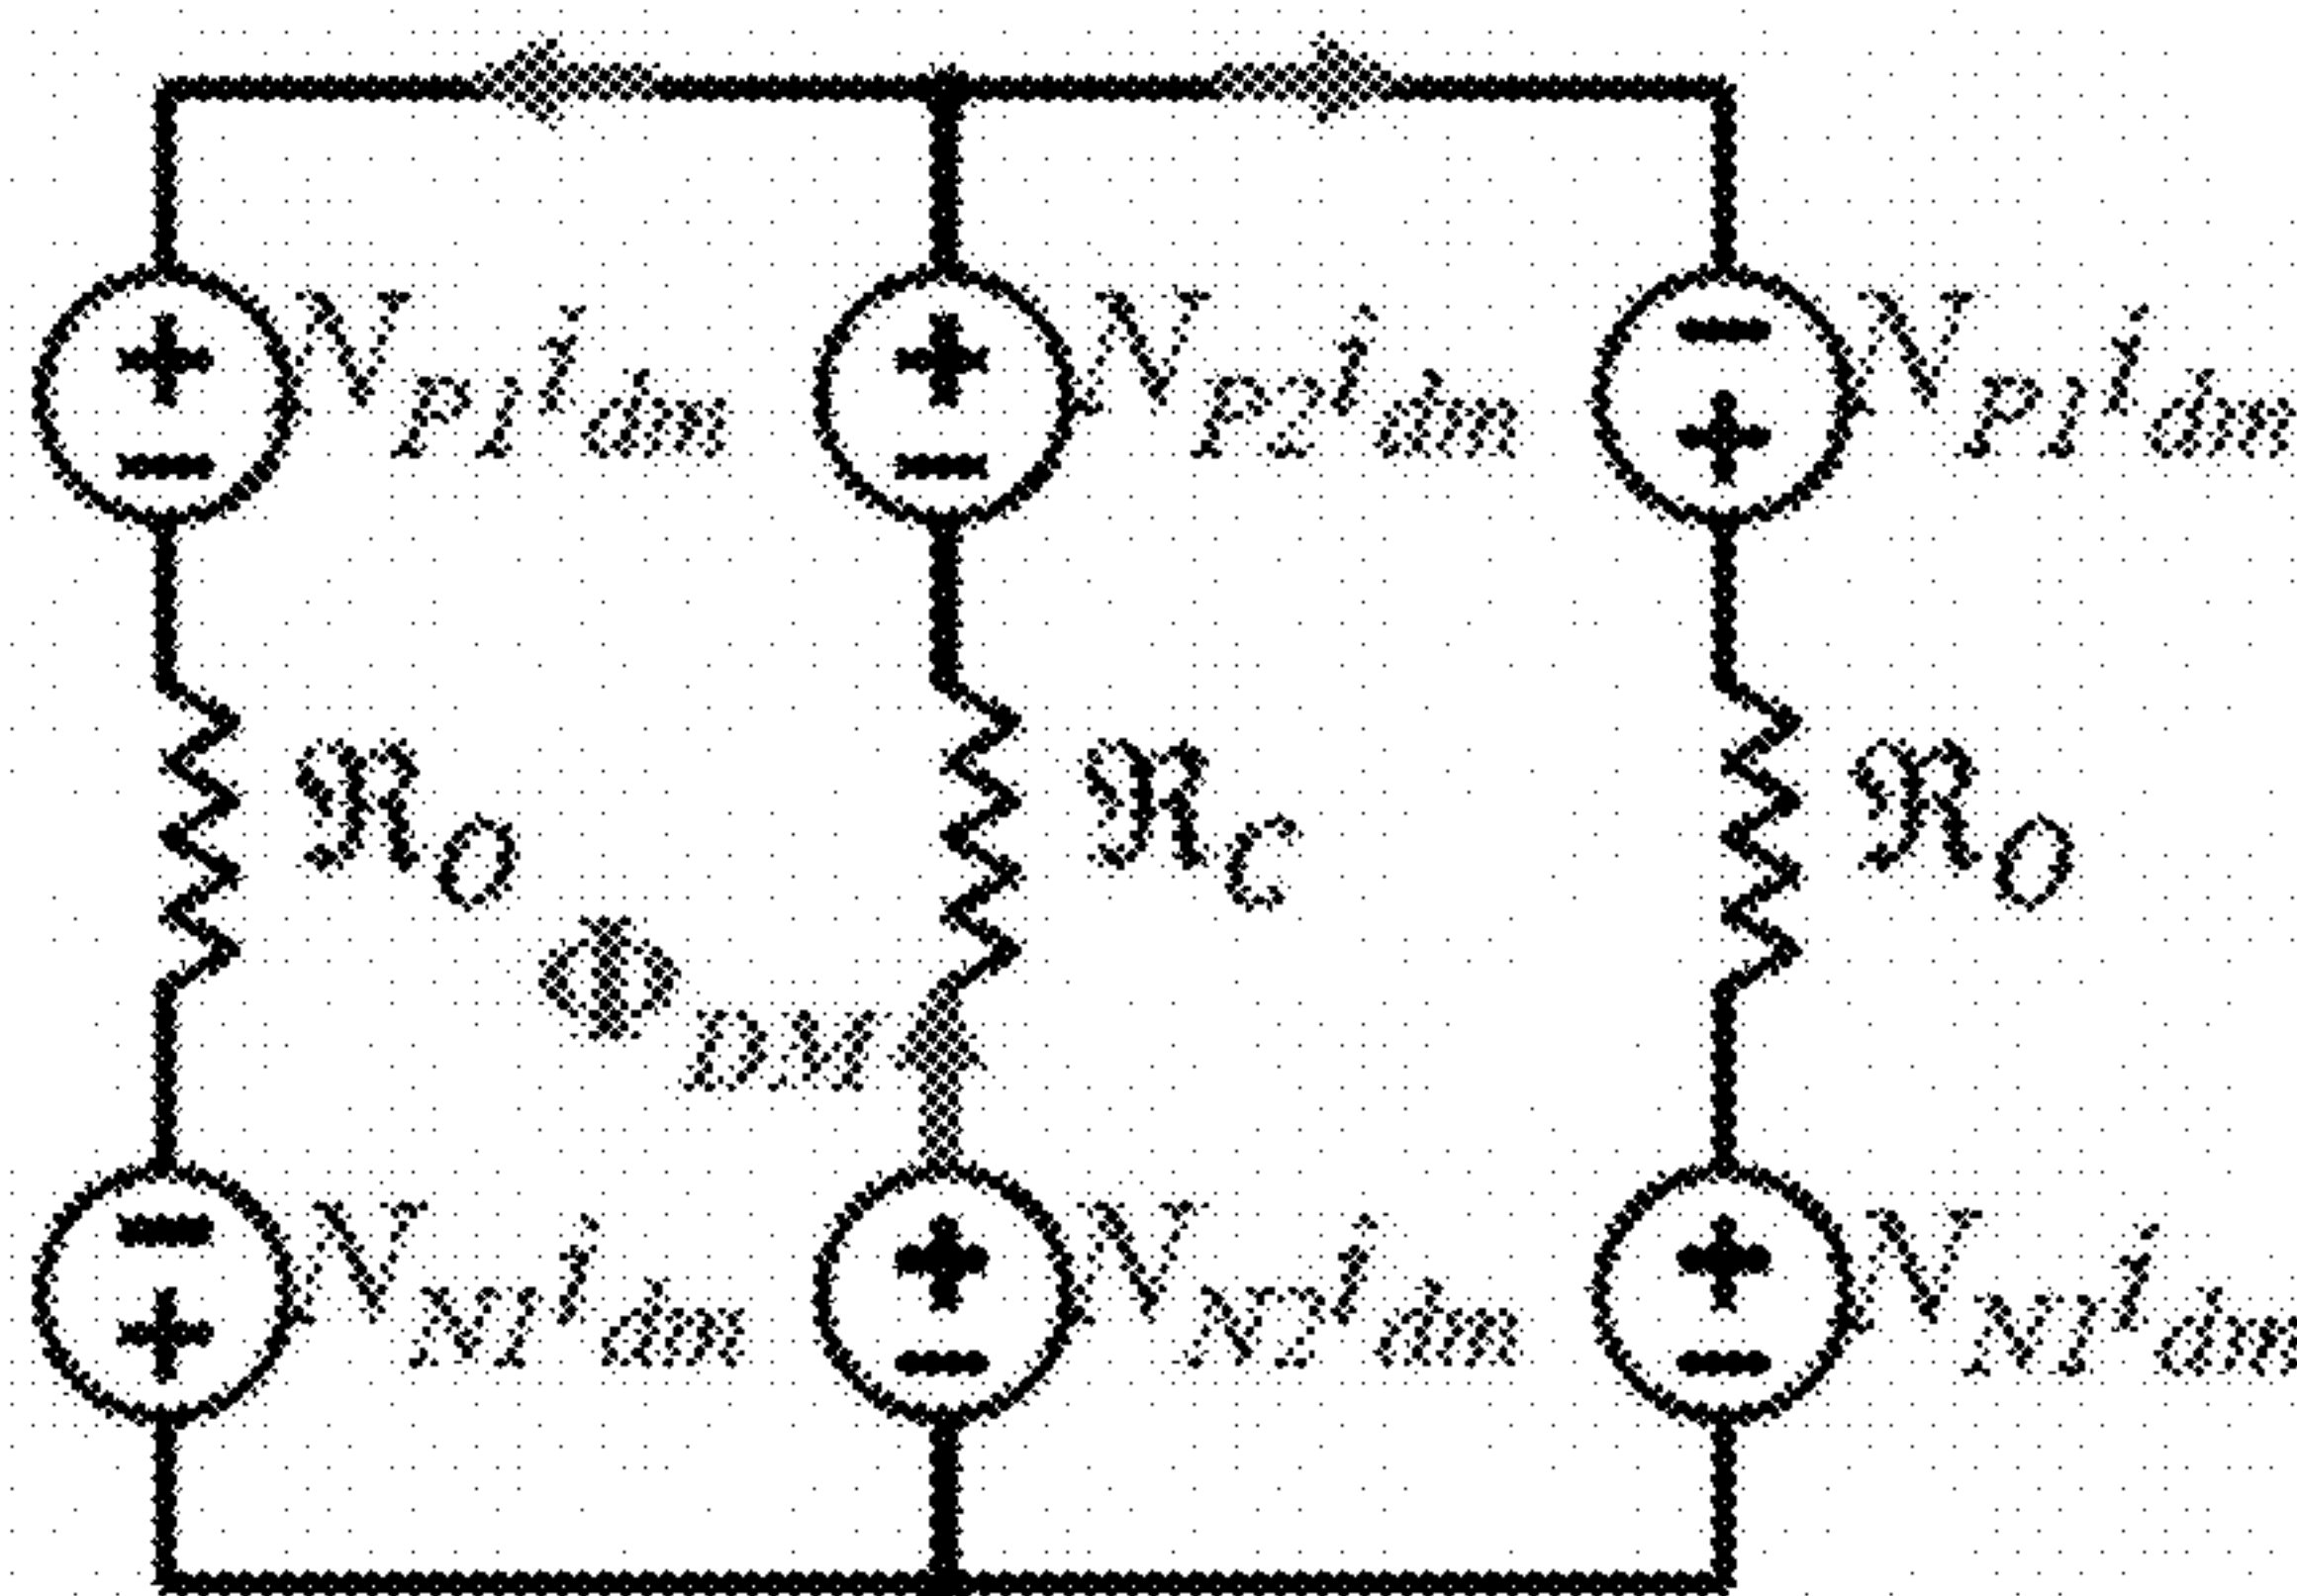 + N_{P1}i_{dm} + N_{P2}i_{dm} − N_{P1}i_{dm}
− − +
ℜ_O ℜ_C ℜ_O
Φ_{DM}
− N_{N1}i_{dm} + N_{N2}i_{dm} + N_{N1}i_{dm}
+ − −